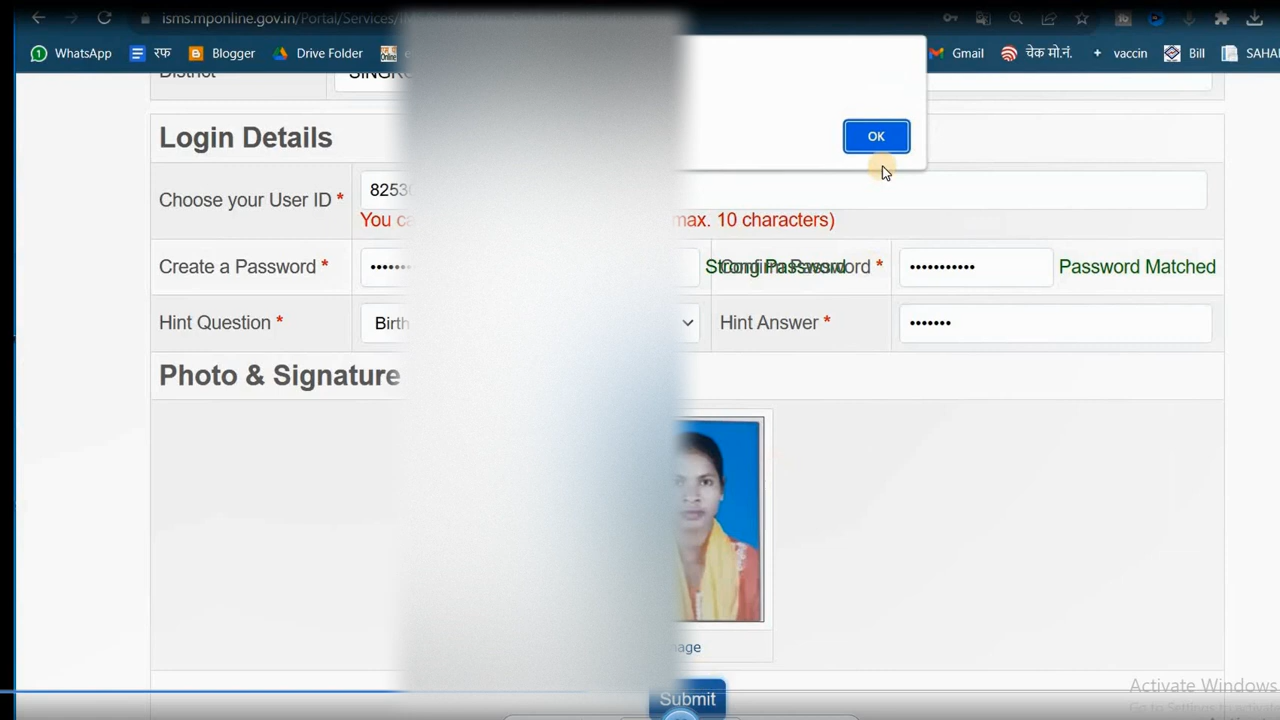 isms.mponline.gov.in/Portal/Services/
WhatsApp रफ Blogger Drive Folder Gmail चेक मो.नं. vaccin Bill SAHA
District
OK
Login Details
Choose your User ID * 8253
You ca max. 10 characters)
Create a Password * •••••• Strong Password Confirm Password * ••••••••••• Password Matched
Hint Question * Birth Hint Answer * •••••••
Photo & Signature
age
Submit
Activate Windows